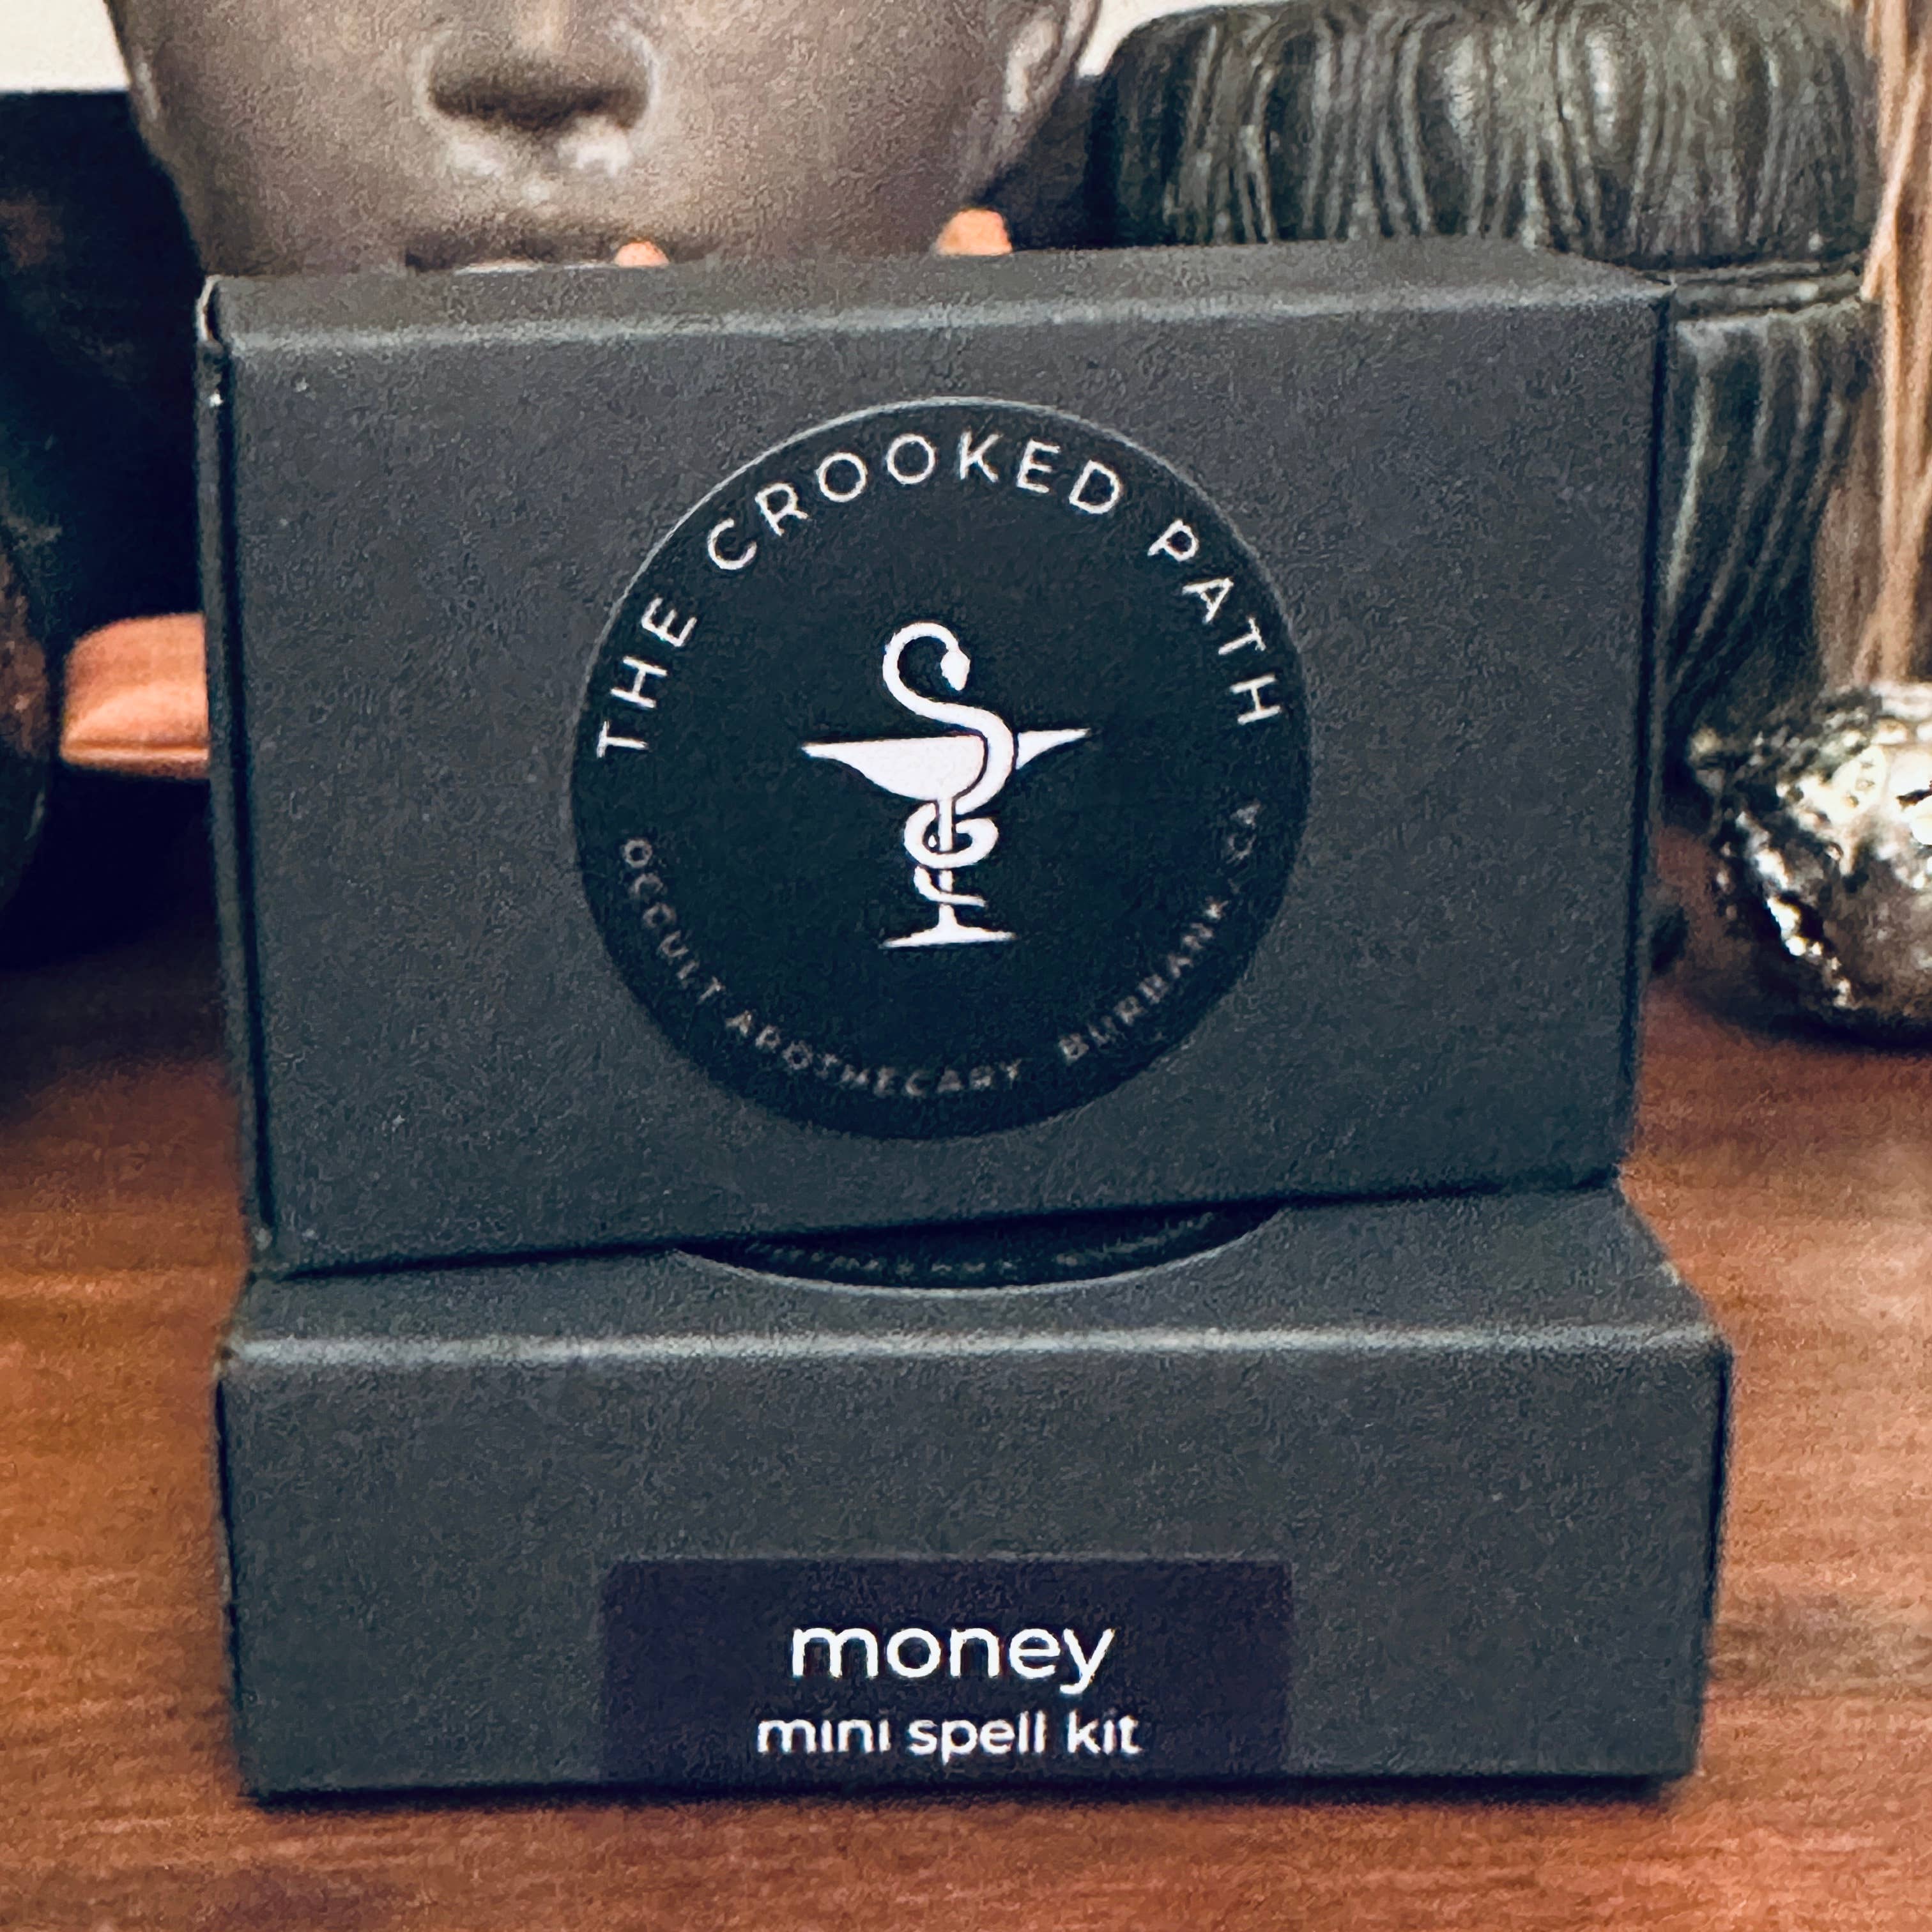 THE CROOKED PATH
OCCULT APOTHECARY BURBANK, CA
money
mini spell kit